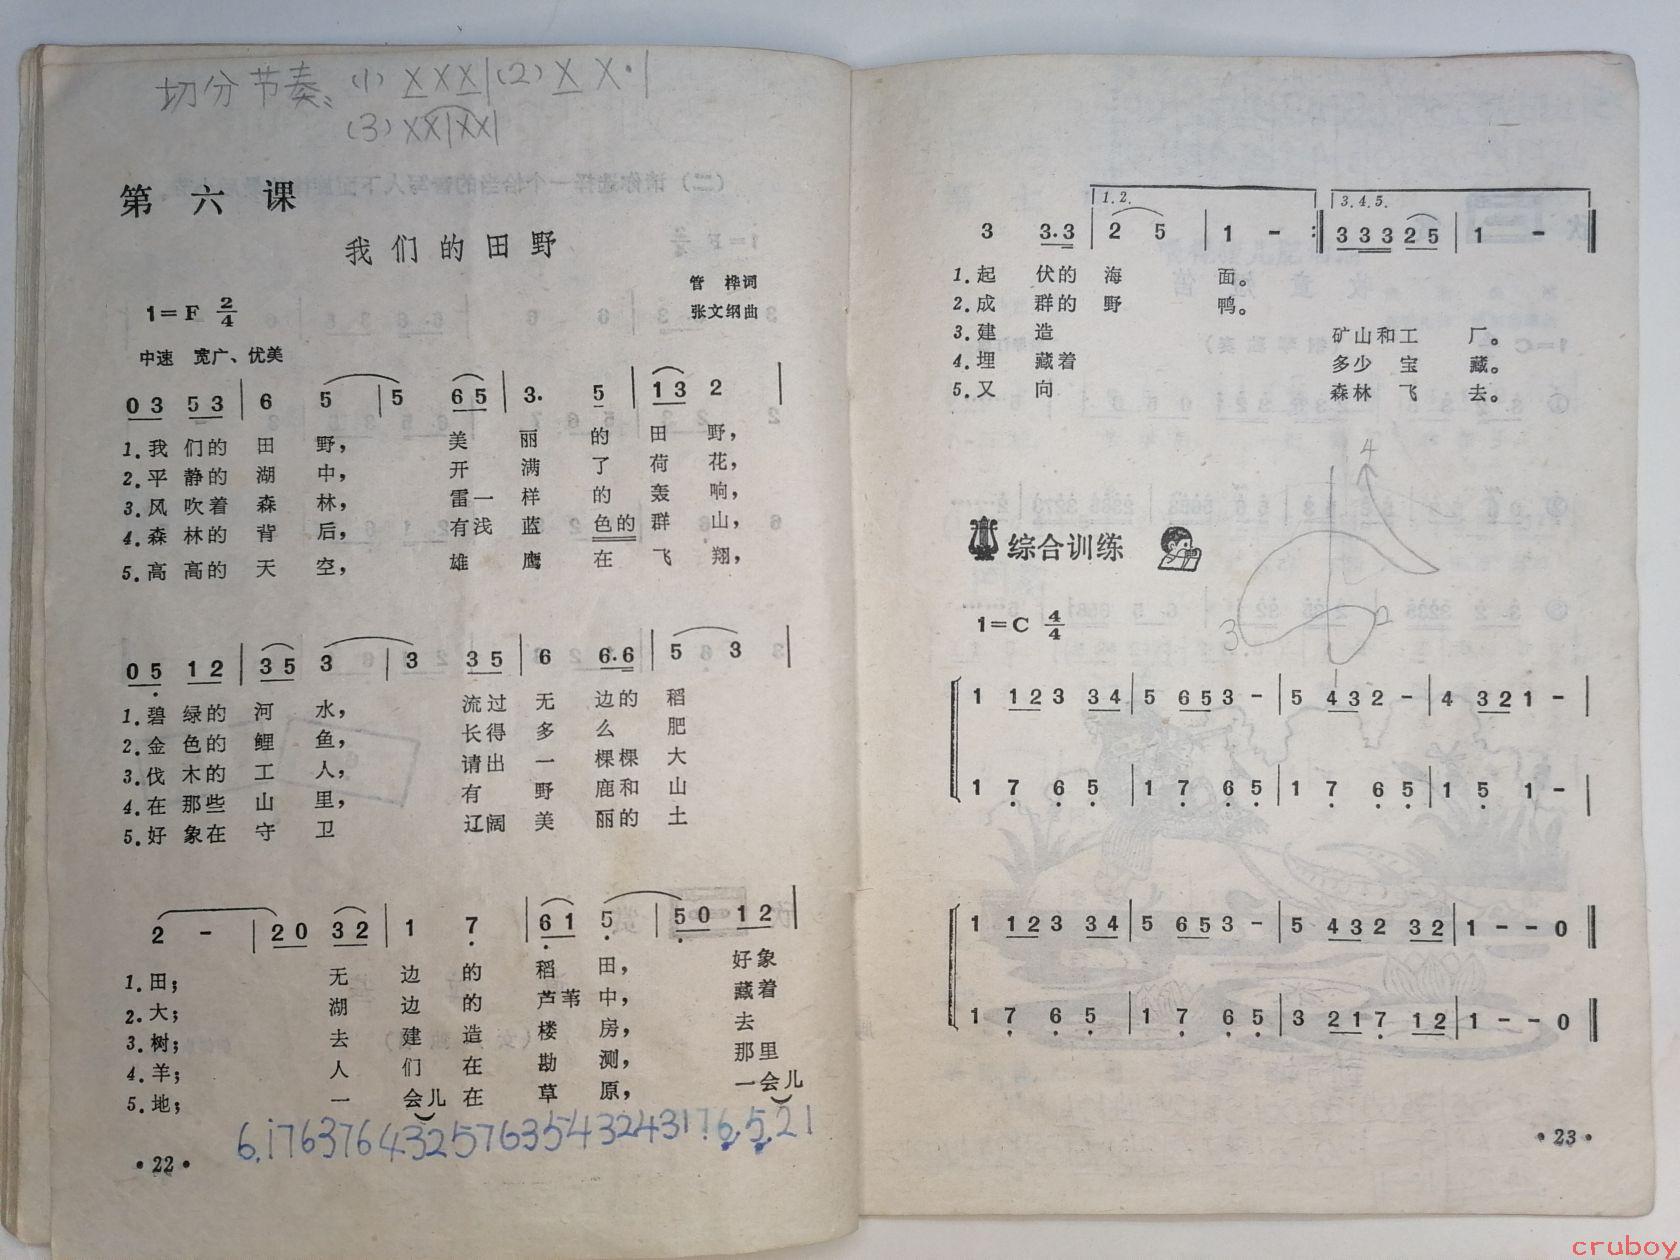 切分节奏: (1) X X X | (2) X X· |
(3) XX|XX|
第六课
我们的田野
管桦词
1=F 2/4
张文纲曲
中速 宽广、优美
0 3 5 3 | 6 5 | 5 6 5 | 3. 5 | 1 3 2 |
1.我们的田野，美丽的田野，
2.平静的湖中，开满了荷花，
3.风吹着森林，雷一样的轰响，
4.森林的背后，有浅蓝色的群山，
5.高高的天空，雄鹰在飞翔，
0 5 1 2 | 3 5 3 | 3 3 5 | 6 6.6 | 5 3 |
1.碧绿的河水，流过无边的稻
2.金色的鲤鱼，长得多么肥
3.伐木的工人，请出一棵棵大
4.在那些山里，有野鹿和山
5.好象在守卫辽阔美丽的土
2 - | 2 0 3 2 | 1 7 | 6 1 5 | 5 0 1 2 |
1.田；无边的稻田，好象
2.大；湖边的芦苇中，藏着
3.树；去建造楼房，去
4.羊；人们在勘测，那里
5.地；一会儿在草原，一会儿
·22·
1.2. 3.4.5.
3 3.3 | 2 5 | 1 - :‖ 3 3 3 3 2 5 | 1 - ‖
1.起伏的海面。
2.成群的野鸭。
3.建造矿山和工厂。
4.埋藏着多少宝藏。
5.又向森林飞去。
4
综合训练
3 2
1=C 4/4
1 1 2 3 3 4 | 5 6 5 3 - | 5 4 3 2 - | 4 3 2 1 - |
1 7 6 5 | 1 7 6 5 | 1 7 6 5 | 1 5 1 - |
1 1 2 3 3 4 | 5 6 5 3 - | 5 4 3 2 3 2 | 1 - - 0 ‖
1 7 6 5 | 1 7 6 5 | 3 2 1 7 1 2 | 1 - - 0 ‖
·23·
cruboy